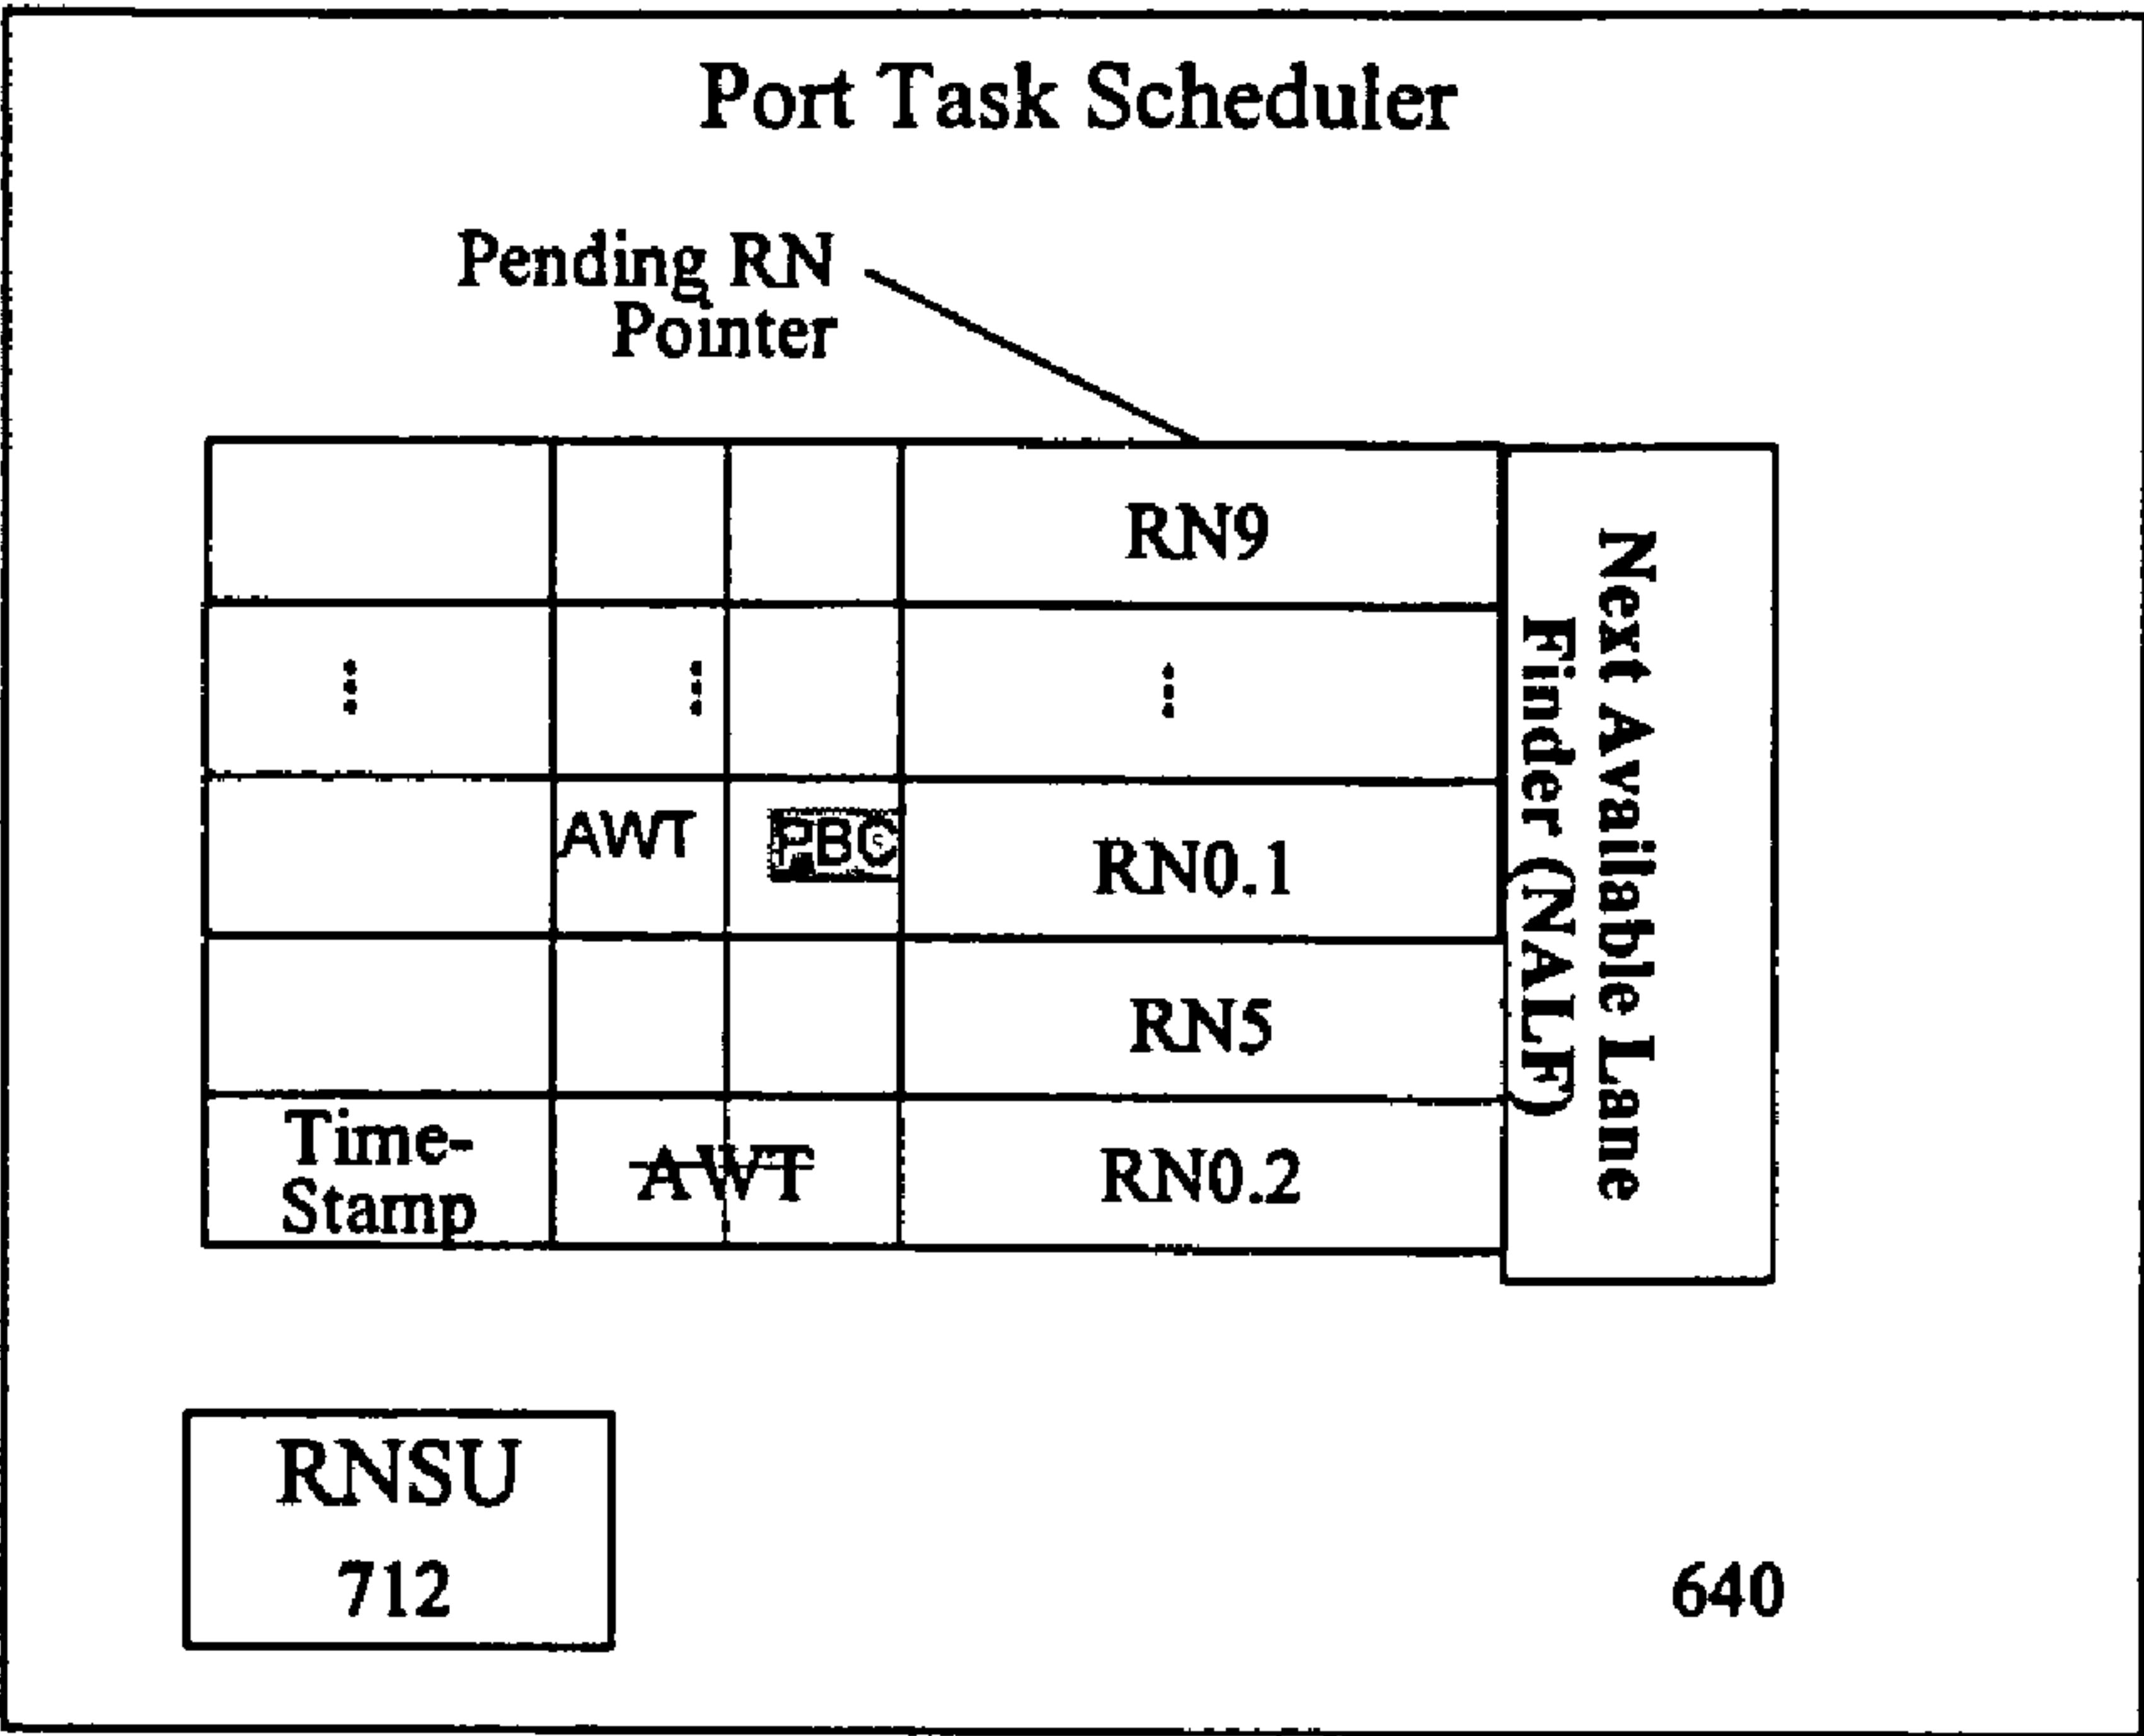 Port Task Scheduler
Pending RN
Pointer
RN9
Next Available Lane
Finder (NALF)
AWT PBC RN0.1
RN5
Time-
Stamp
AWT RN0.2
RNSU
712
640